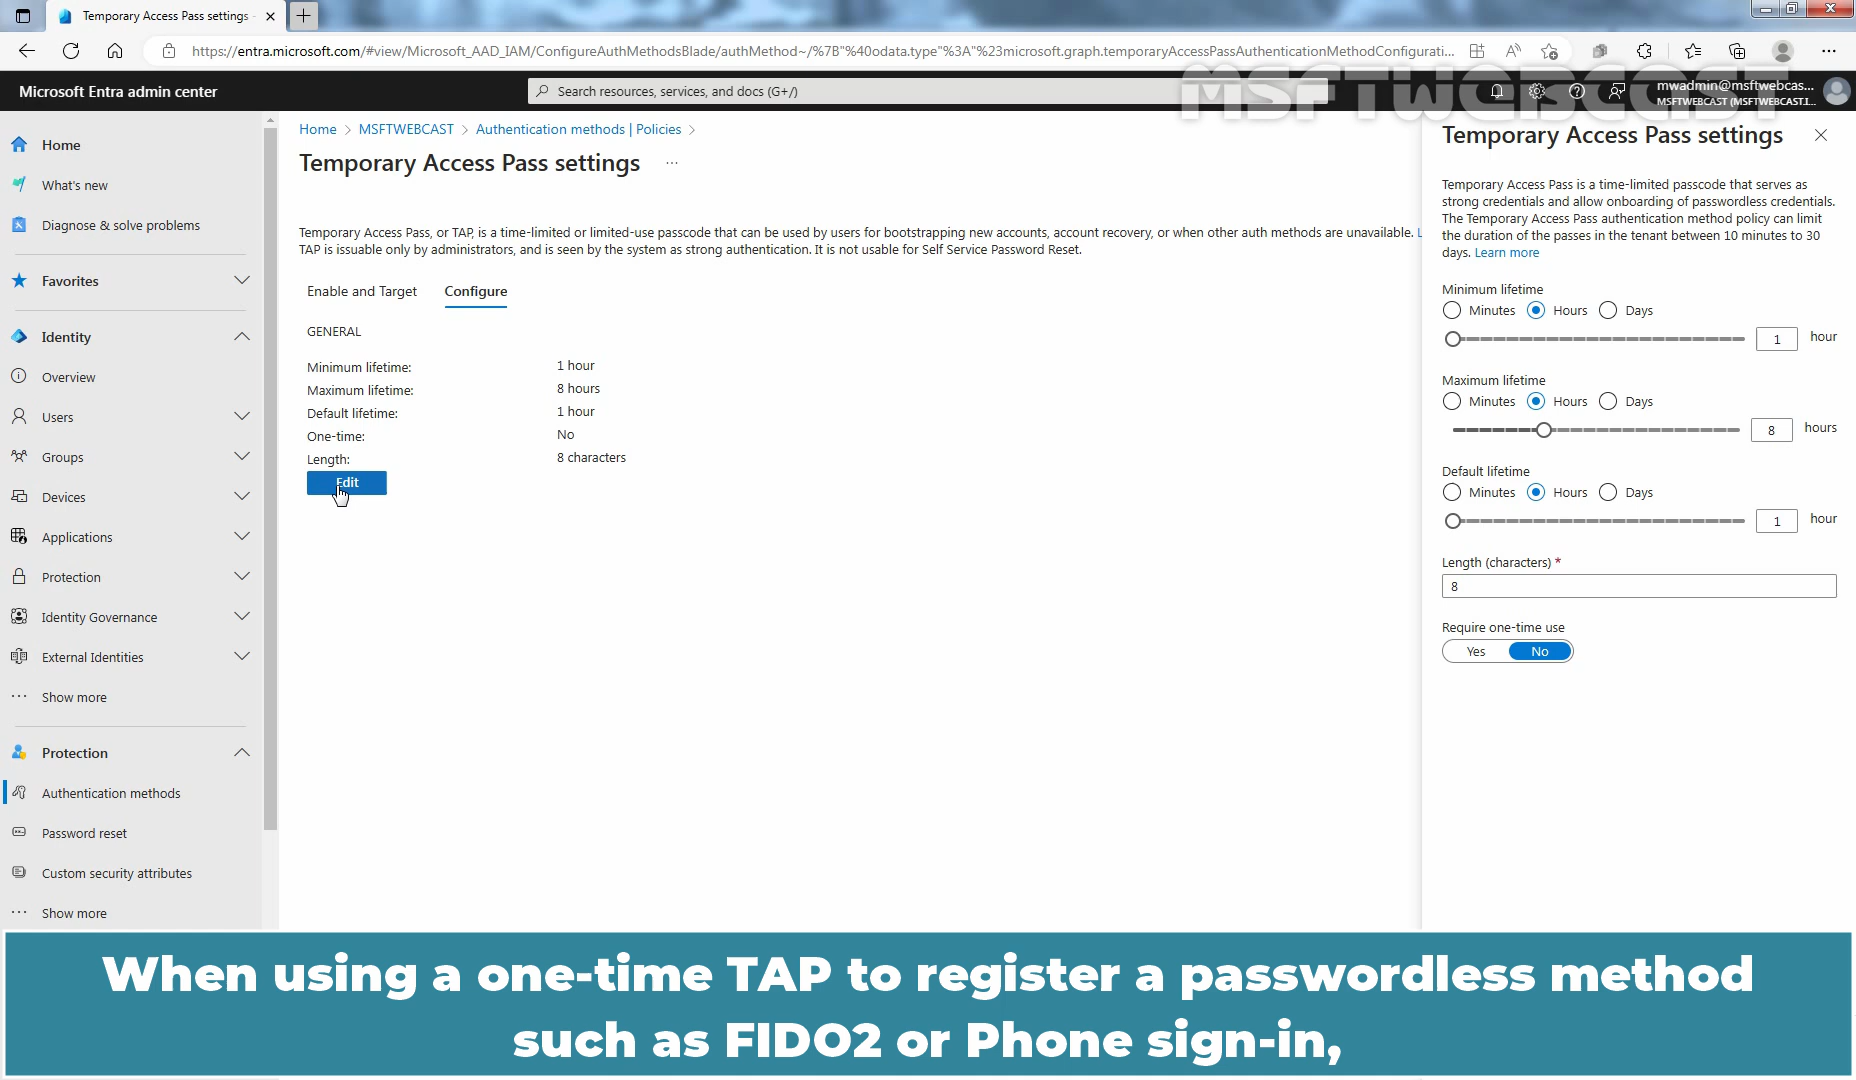 Temporary Access Pass settings -
https://entra.microsoft.com/#view/Microsoft_AAD_IAM/ConfigureAuthMethodsBlade/authMethod~/%7B"%40odata.type"%3A"%23microsoft.graph.temporaryAccessPassAuthenticationMethodConfigurati...
Microsoft Entra admin center
Search resources, services, and docs (G+/)
mwadmin@msftwebcas...
MSFTWEBCAST (MSFTWEBCAST.I...
MSFTWEBCAST
Home
What's new
Diagnose & solve problems
Favorites
Identity
Overview
Users
Groups
Devices
Applications
Protection
Identity Governance
External Identities
Show more
Protection
Authentication methods
Password reset
Custom security attributes
Show more
Home > MSFTWEBCAST > Authentication methods | Policies >
Temporary Access Pass settings ...
Temporary Access Pass, or TAP, is a time-limited or limited-use passcode that can be used by users for bootstrapping new accounts, account recovery, or when other auth methods are unavailable. L
TAP is issuable only by administrators, and is seen by the system as strong authentication. It is not usable for Self Service Password Reset.
Enable and Target Configure
GENERAL
Minimum lifetime: 1 hour
Maximum lifetime: 8 hours
Default lifetime: 1 hour
One-time: No
Length: 8 characters
Edit
Temporary Access Pass settings
Temporary Access Pass is a time-limited passcode that serves as
strong credentials and allow onboarding of passwordless credentials.
The Temporary Access Pass authentication method policy can limit
the duration of the passes in the tenant between 10 minutes to 30
days. Learn more
Minimum lifetime
Minutes Hours Days
1 hour
Maximum lifetime
Minutes Hours Days
8 hours
Default lifetime
Minutes Hours Days
1 hour
Length (characters) *
8
Require one-time use
Yes No
When using a one-time TAP to register a passwordless method
such as FIDO2 or Phone sign-in,